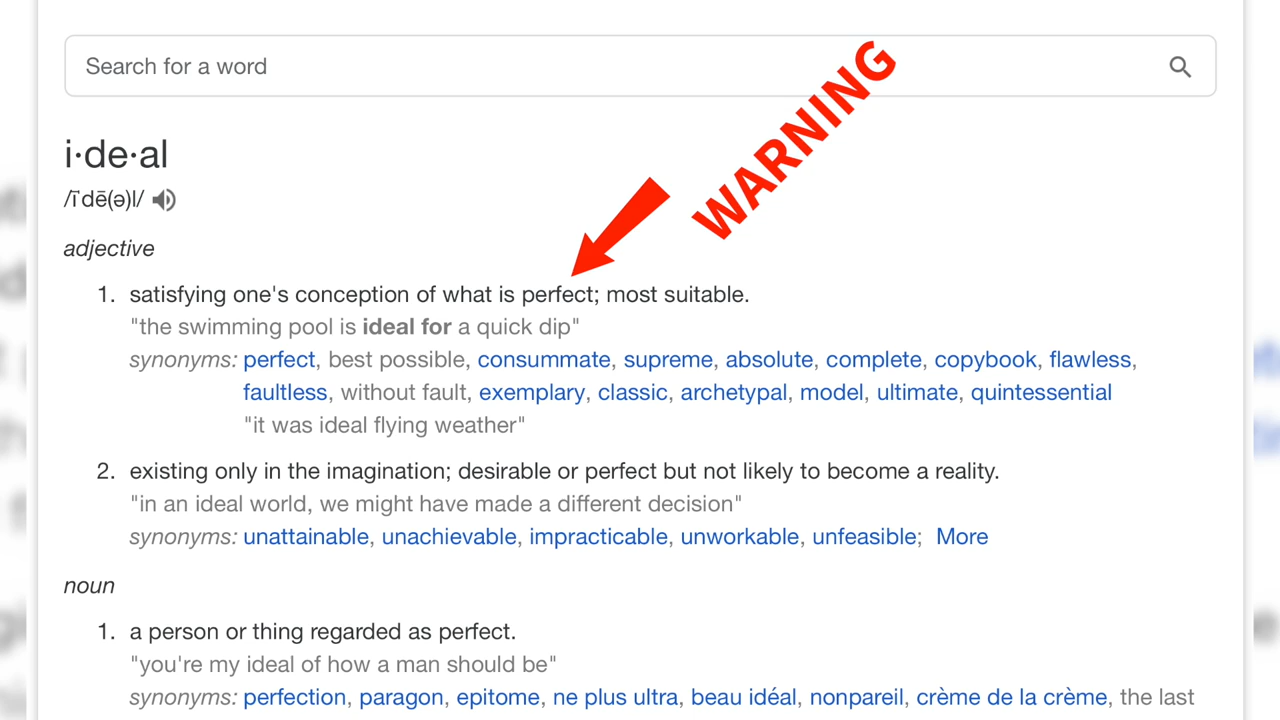 Search for a word
WARNING
i·de·al
/īˈdē(ə)l/
adjective
1. satisfying one's conception of what is perfect; most suitable.
"the swimming pool is ideal for a quick dip"
synonyms: perfect, best possible, consummate, supreme, absolute, complete, copybook, flawless,
faultless, without fault, exemplary, classic, archetypal, model, ultimate, quintessential
"it was ideal flying weather"
2. existing only in the imagination; desirable or perfect but not likely to become a reality.
"in an ideal world, we might have made a different decision"
synonyms: unattainable, unachievable, impracticable, unworkable, unfeasible; More
noun
1. a person or thing regarded as perfect.
"you're my ideal of how a man should be"
synonyms: perfection, paragon, epitome, ne plus ultra, beau idéal, nonpareil, crème de la crème, the last